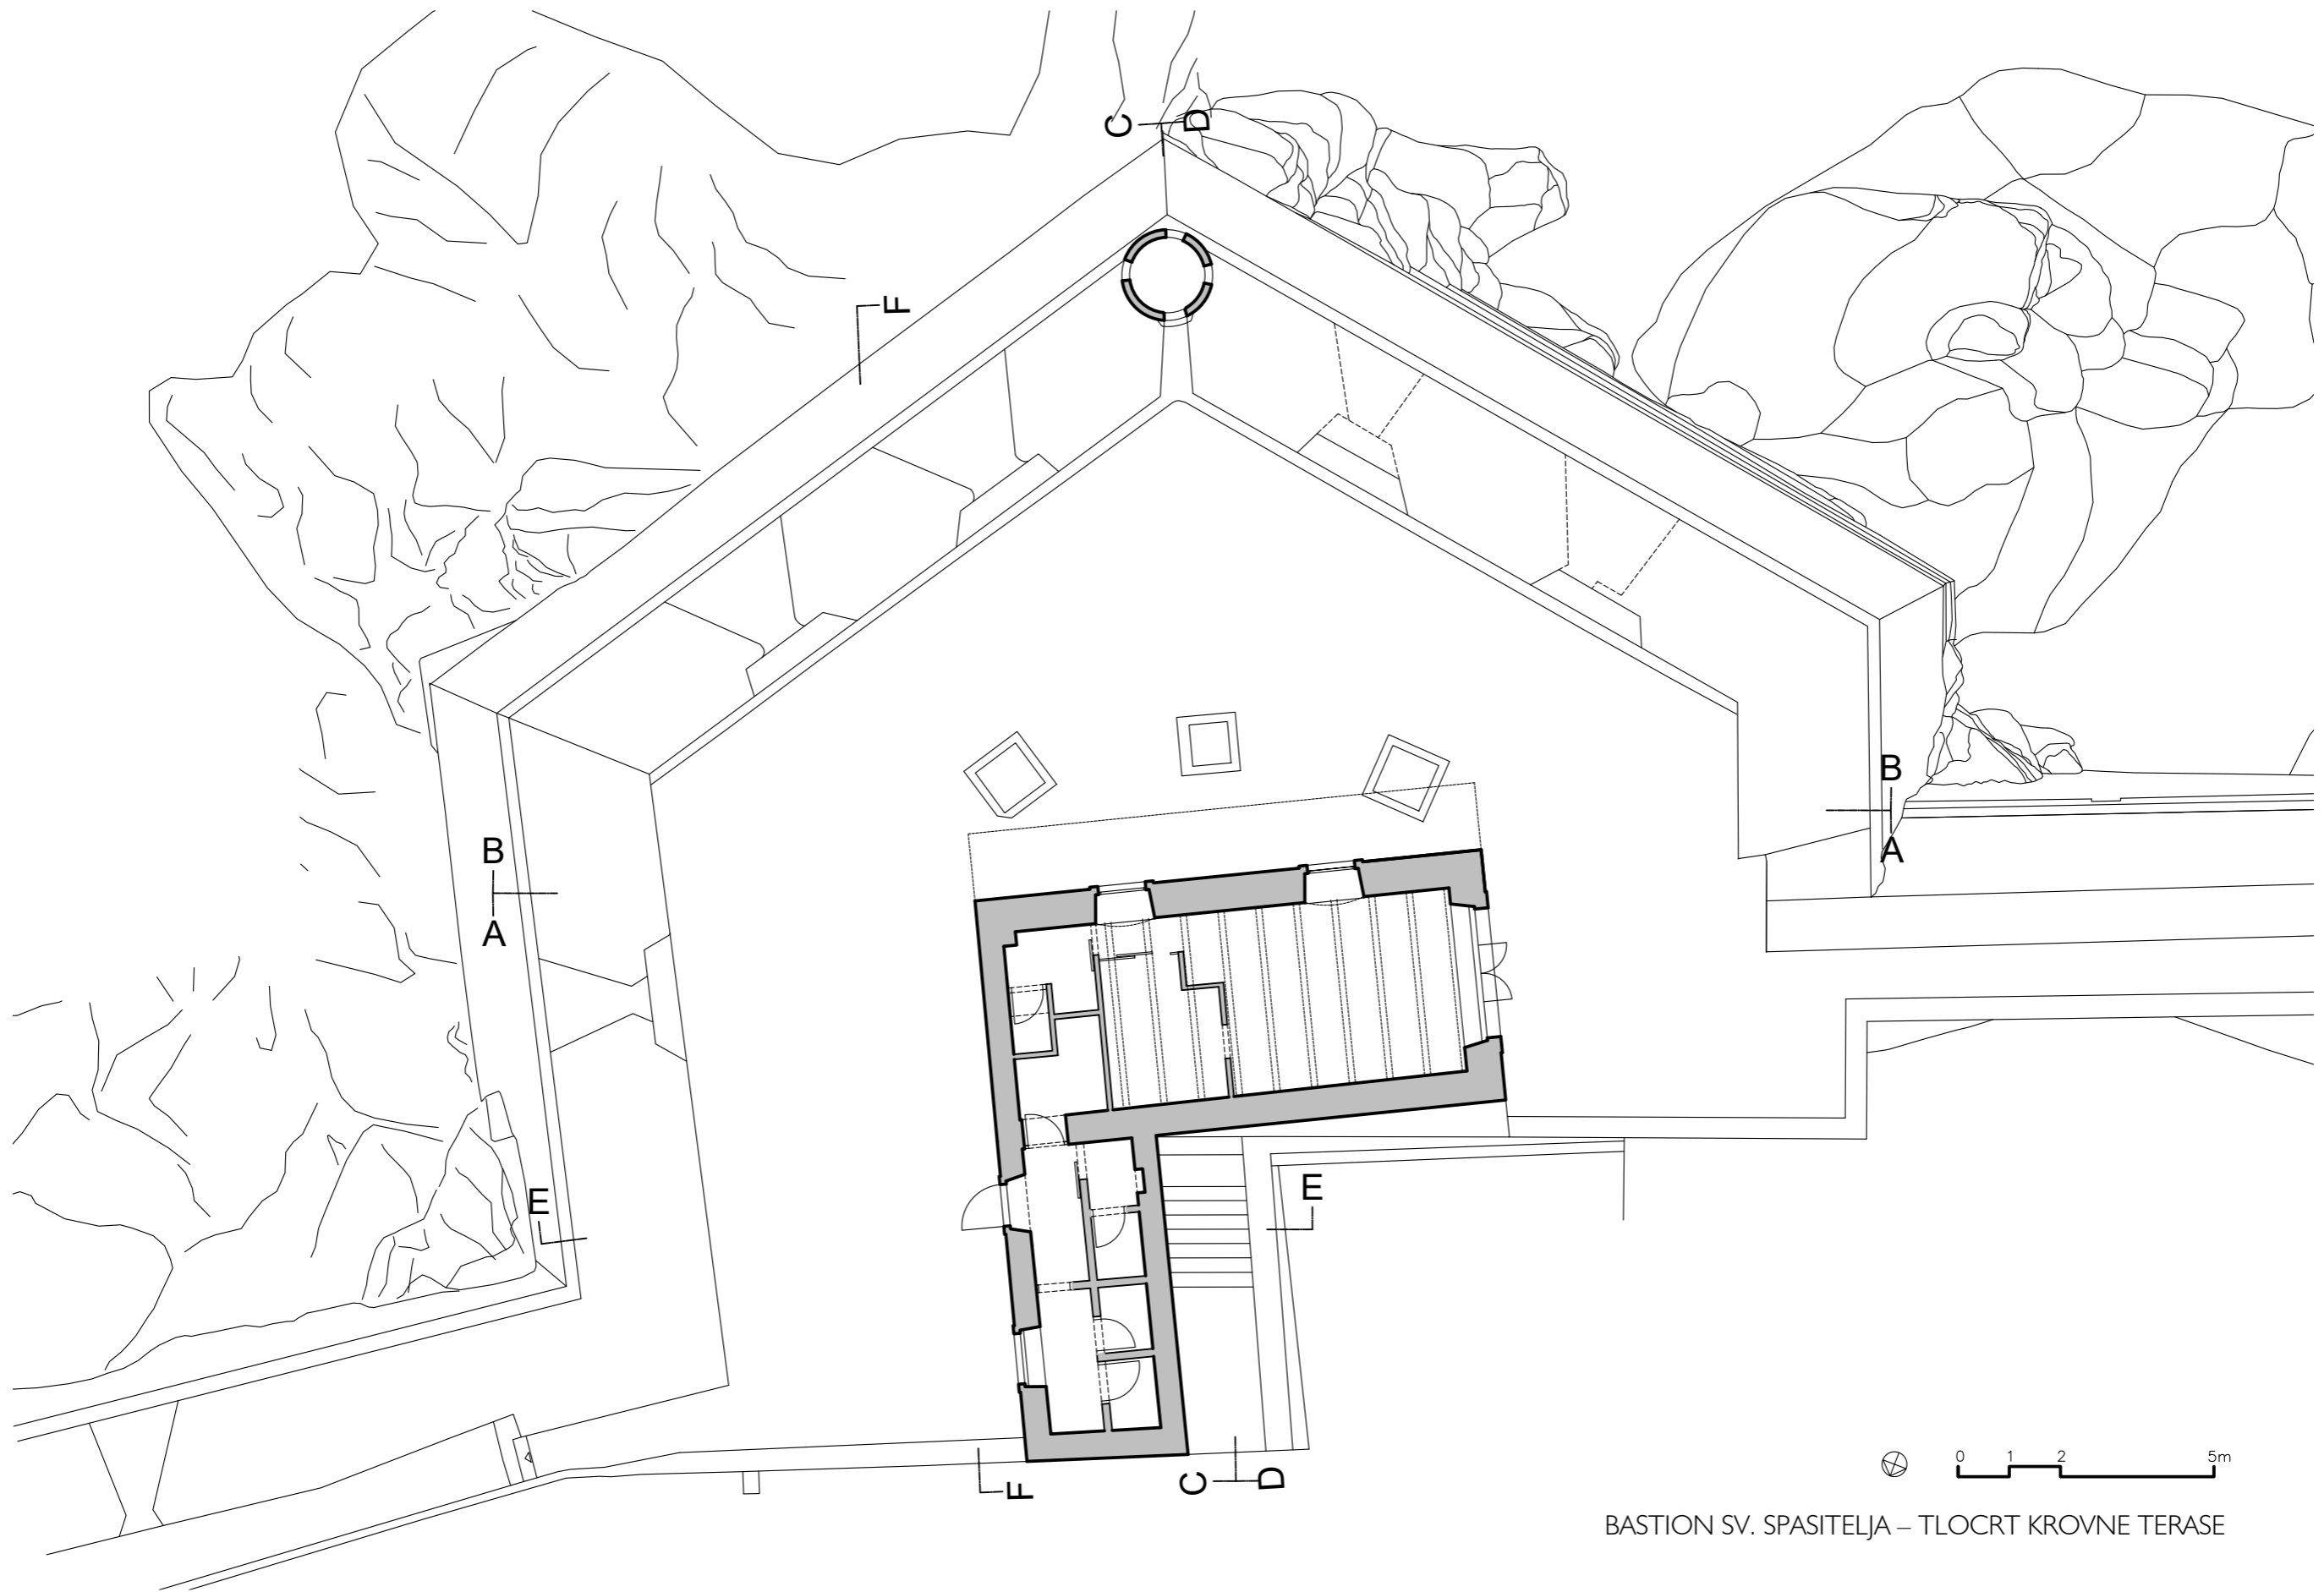 C
D
F
B
A
B
A
E
E
F
C
D
0 1 2 5m
BASTION SV. SPASITELJA – TLOCRT KROVNE TERASE